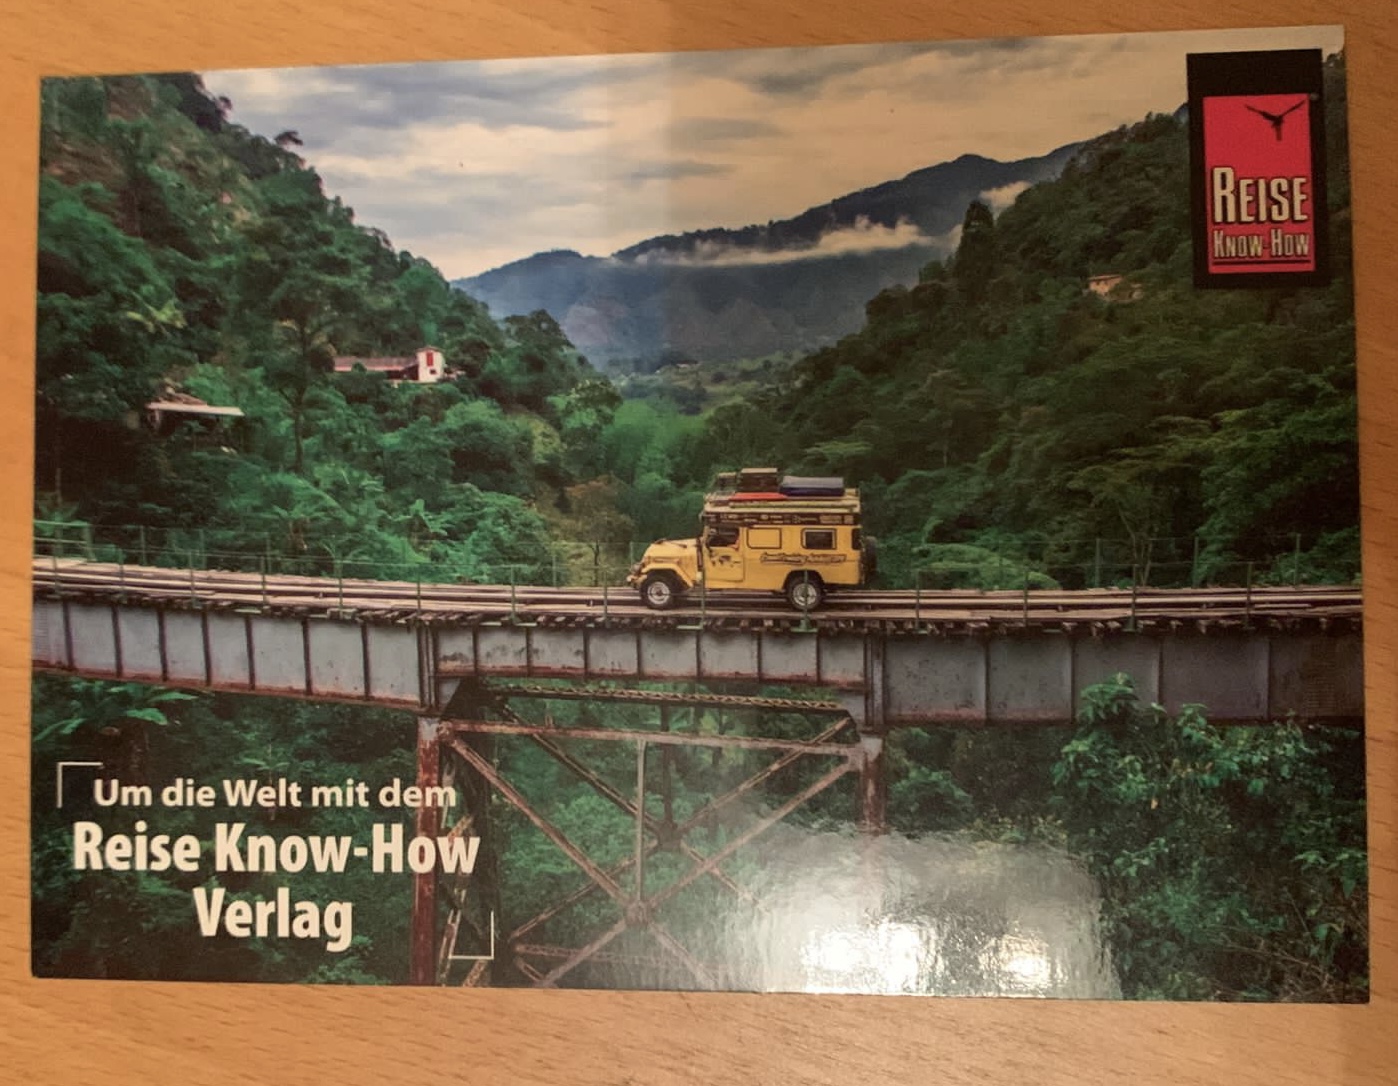 REISE
KNOW-HOW
Um die Welt mit dem
Reise Know-How
Verlag